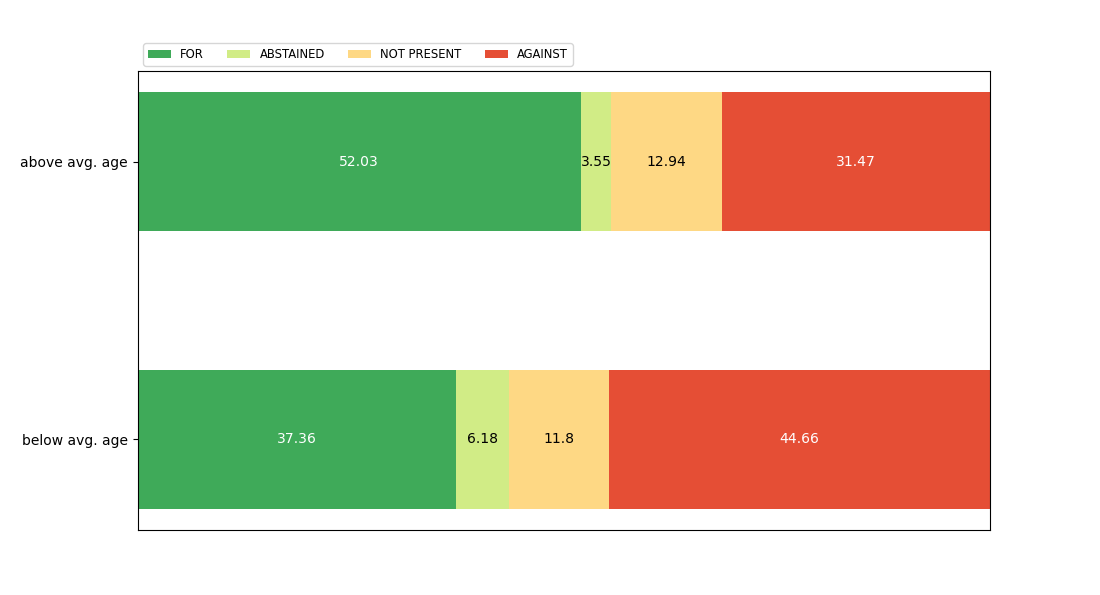 FOR ABSTAINED NOT PRESENT AGAINST
above avg. age 52.03 3.55 12.94 31.47
below avg. age 37.36 6.18 11.8 44.66